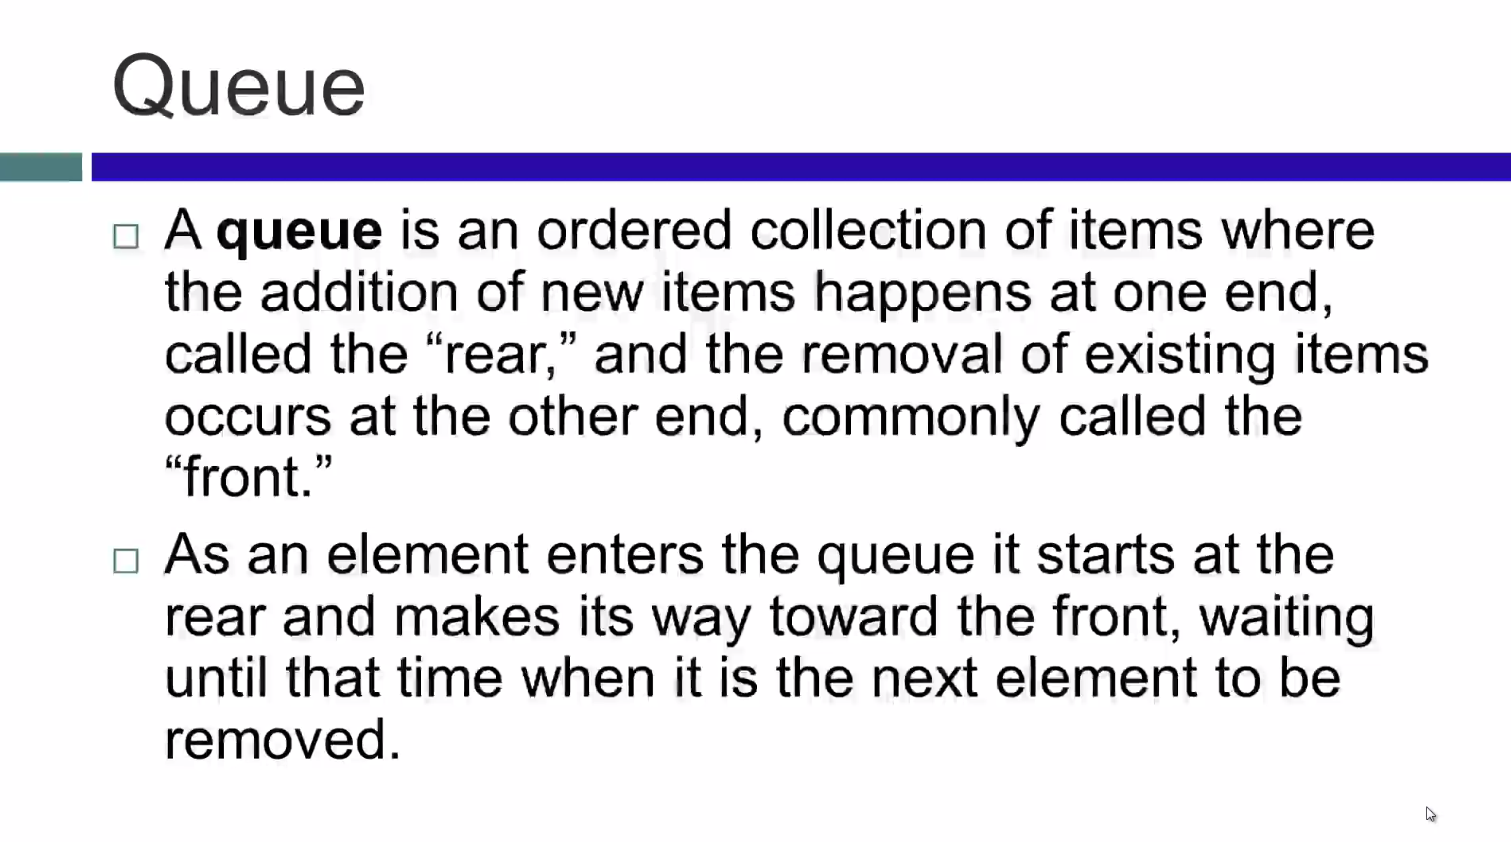 Queue
A queue is an ordered collection of items where
the addition of new items happens at one end,
called the “rear,” and the removal of existing items
occurs at the other end, commonly called the
“front.”
As an element enters the queue it starts at the
rear and makes its way toward the front, waiting
until that time when it is the next element to be
removed.